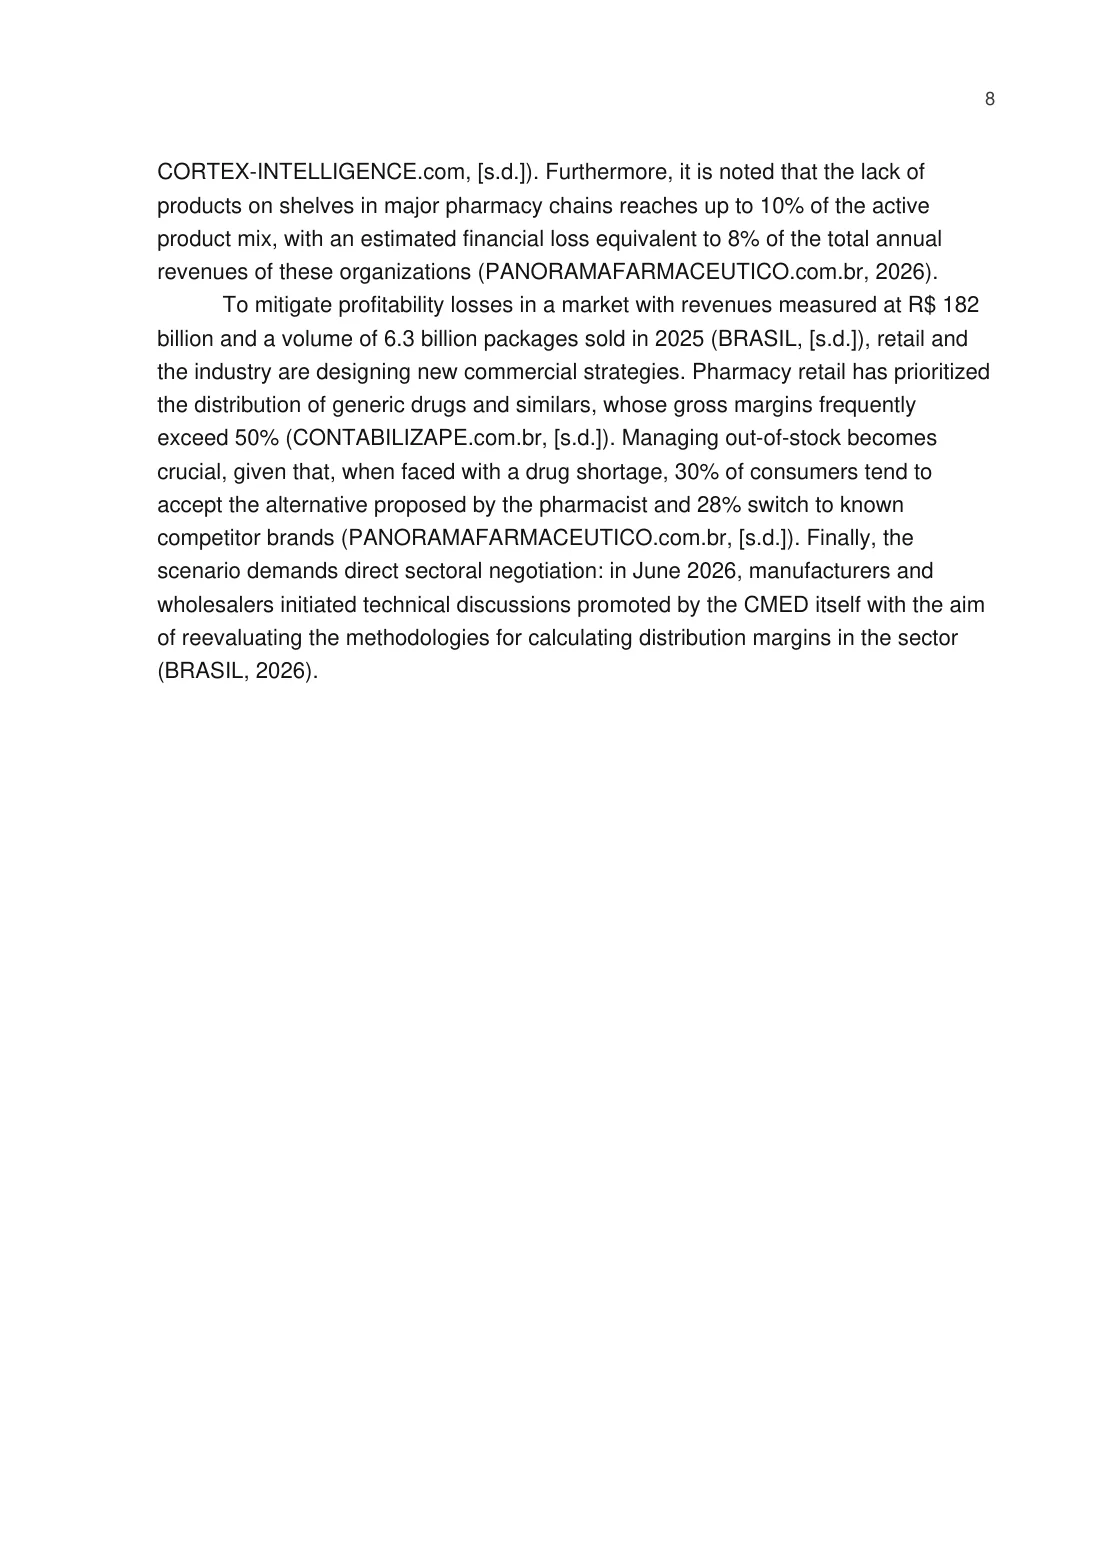 8
CORTEX-INTELLIGENCE.com, [s.d.]). Furthermore, it is noted that the lack of
products on shelves in major pharmacy chains reaches up to 10% of the active
product mix, with an estimated financial loss equivalent to 8% of the total annual
revenues of these organizations (PANORAMAFARMACEUTICO.com.br, 2026).
To mitigate profitability losses in a market with revenues measured at R$ 182
billion and a volume of 6.3 billion packages sold in 2025 (BRASIL, [s.d.]), retail and
the industry are designing new commercial strategies. Pharmacy retail has prioritized
the distribution of generic drugs and similars, whose gross margins frequently
exceed 50% (CONTABILIZAPE.com.br, [s.d.]). Managing out-of-stock becomes
crucial, given that, when faced with a drug shortage, 30% of consumers tend to
accept the alternative proposed by the pharmacist and 28% switch to known
competitor brands (PANORAMAFARMACEUTICO.com.br, [s.d.]). Finally, the
scenario demands direct sectoral negotiation: in June 2026, manufacturers and
wholesalers initiated technical discussions promoted by the CMED itself with the aim
of reevaluating the methodologies for calculating distribution margins in the sector
(BRASIL, 2026).